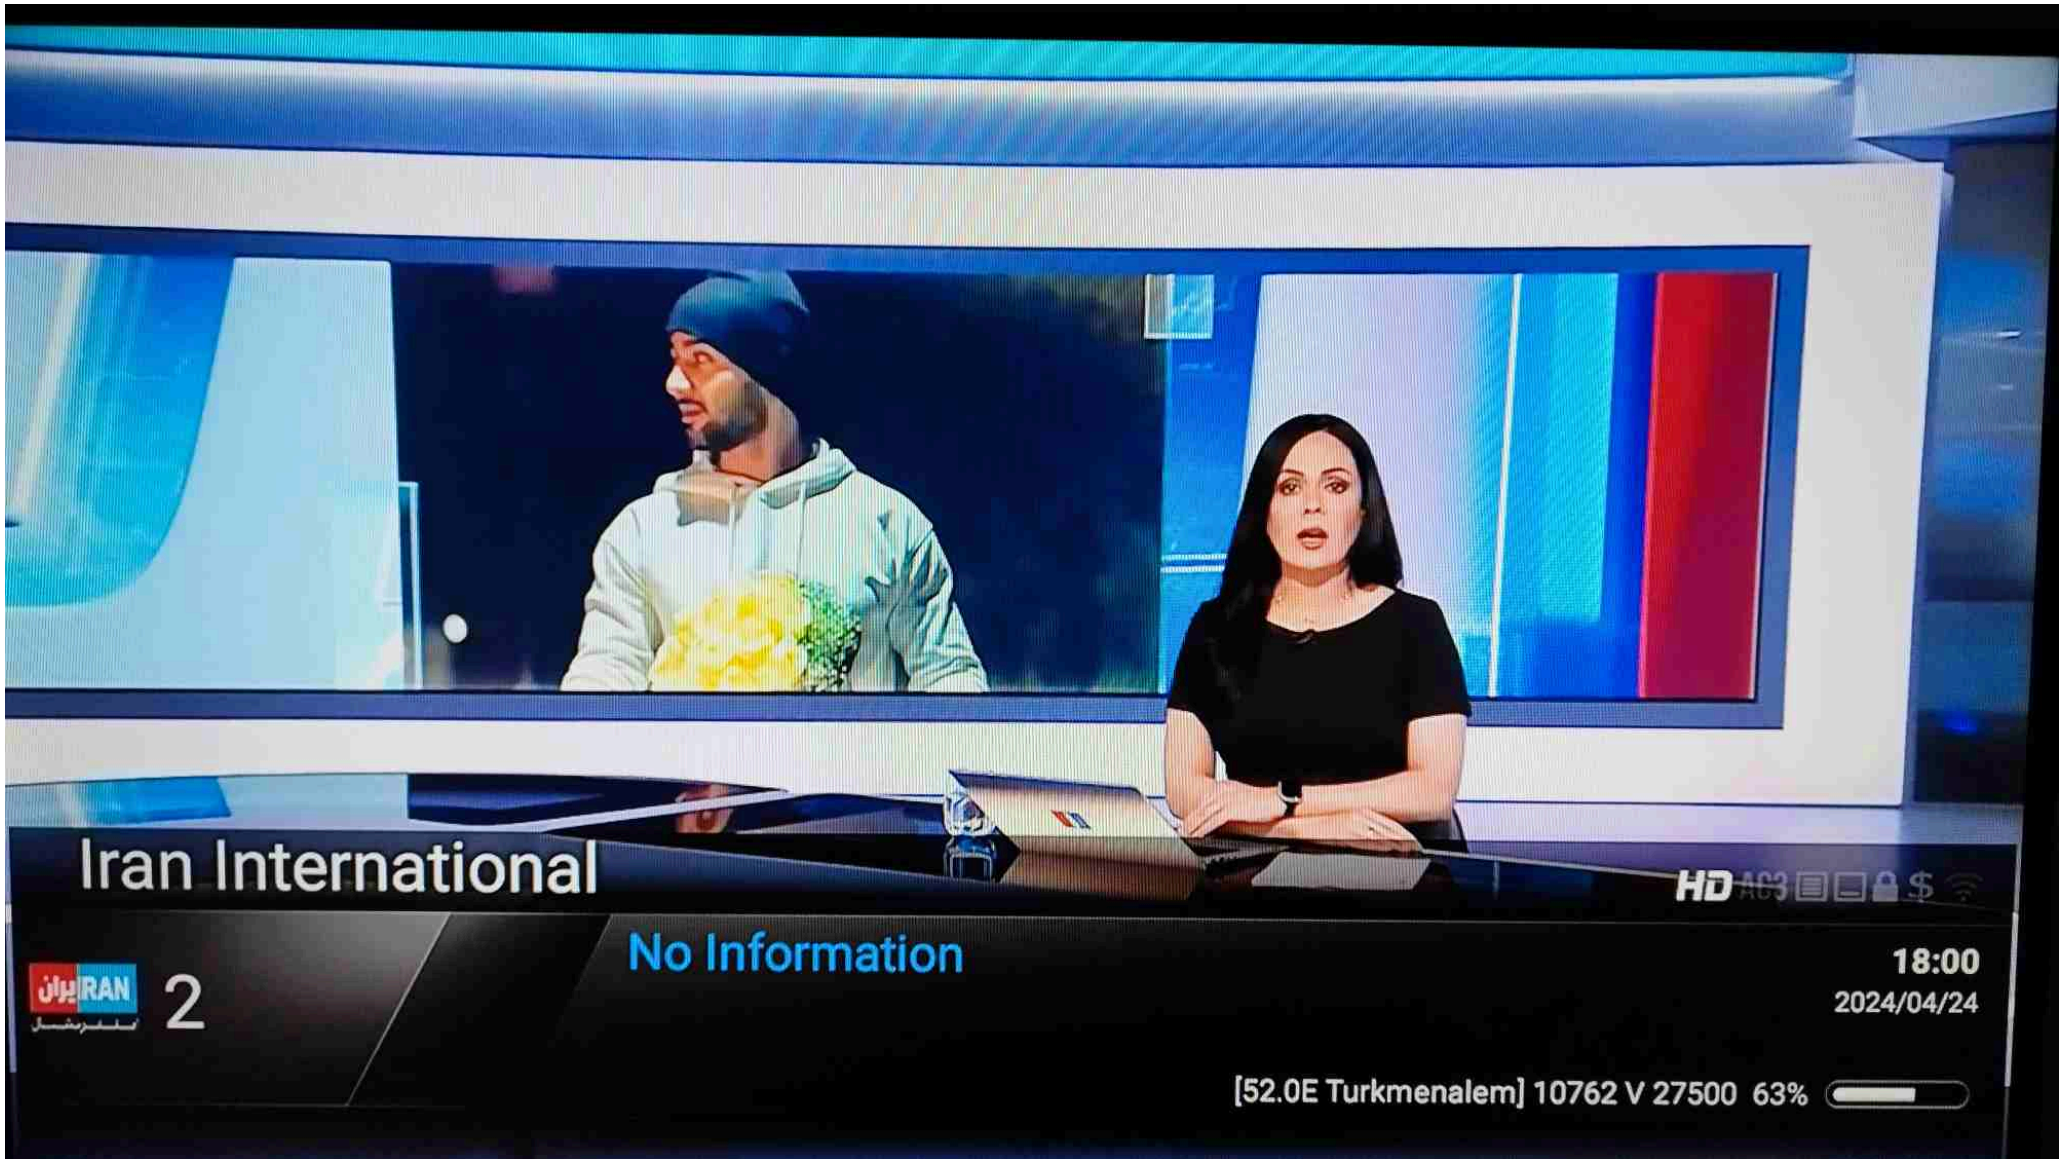 Iran International
HD AC3 $
No Information
18:00
ایران IRAN
اینترنشنال
2
2024/04/24
[52.0E Turkmenalem] 10762 V 27500 63%